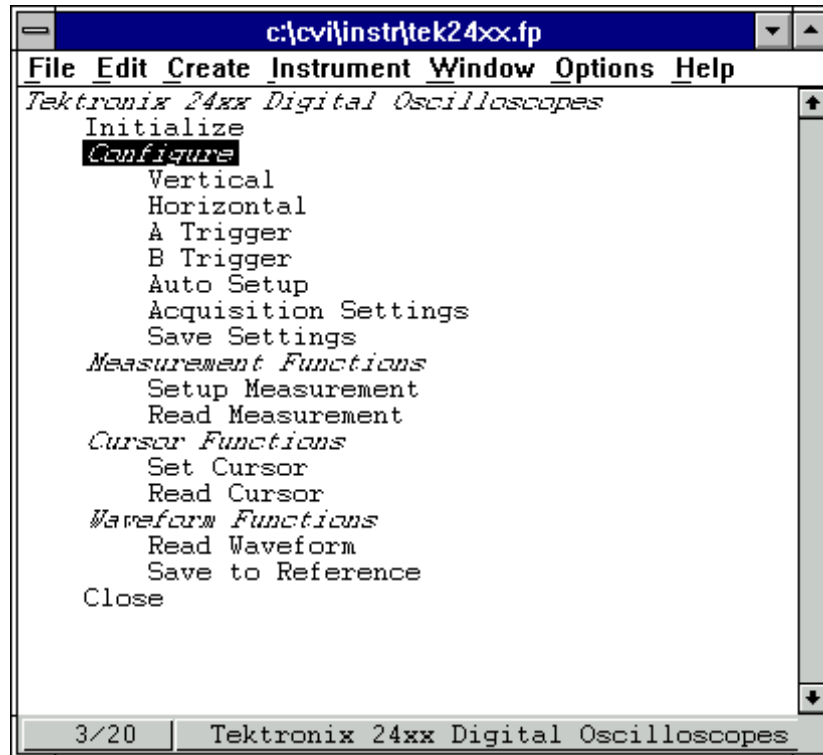 c:\cvi\instr\tek24xx.fp
File Edit Create Instrument Window Options Help
Tektronix 24xx Digital Oscilloscopes
Initialize
Configure
Vertical
Horizontal
A Trigger
B Trigger
Auto Setup
Acquisition Settings
Save Settings
Measurement Functions
Setup Measurement
Read Measurement
Cursor Functions
Set Cursor
Read Cursor
Waveform Functions
Read Waveform
Save to Reference
Close
3/20 Tektronix 24xx Digital Oscilloscopes